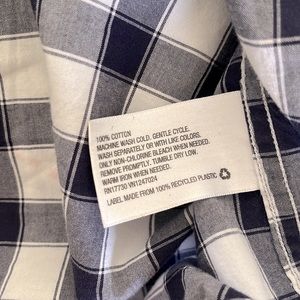 100% COTTON
MACHINE WASH COLD, GENTLE CYCLE.
WASH SEPARATELY OR WITH LIKE COLORS.
ONLY NON-CHLORINE BLEACH WHEN NEEDED.
REMOVE PROMPTLY. TUMBLE DRY LOW.
WARM IRON WHEN NEEDED.
RN17730 VN1247024
LABEL MADE FROM 100% RECYCLED PLASTIC